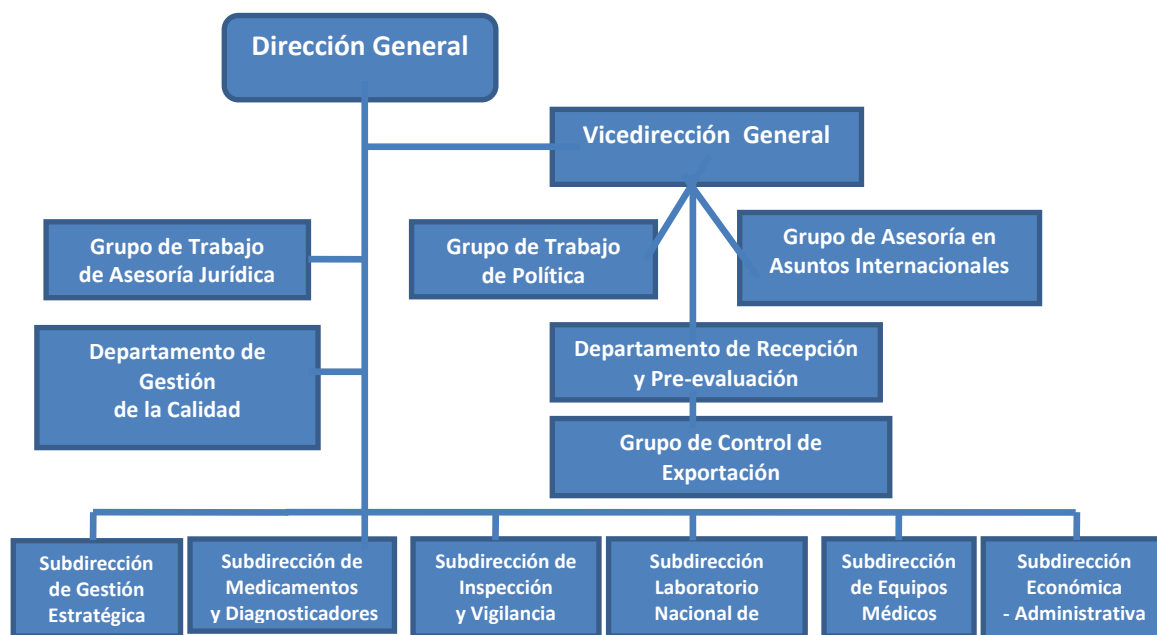 Dirección General
Vicedirección General
Grupo de Trabajo
de Asesoría Jurídica
Grupo de Trabajo
de Política
Grupo de Asesoría en
Asuntos Internacionales
Departamento de
Gestión
de la Calidad
Departamento de Recepción
y Pre-evaluación
Grupo de Control de
Exportación
Subdirección
de Gestión
Estratégica
Subdirección de
Medicamentos
y Diagnosticadores
Subdirección de
Inspección
y Vigilancia
Subdirección
Laboratorio
Nacional de
Subdirección
de Equipos
Médicos
Subdirección
Económica
- Administrativa